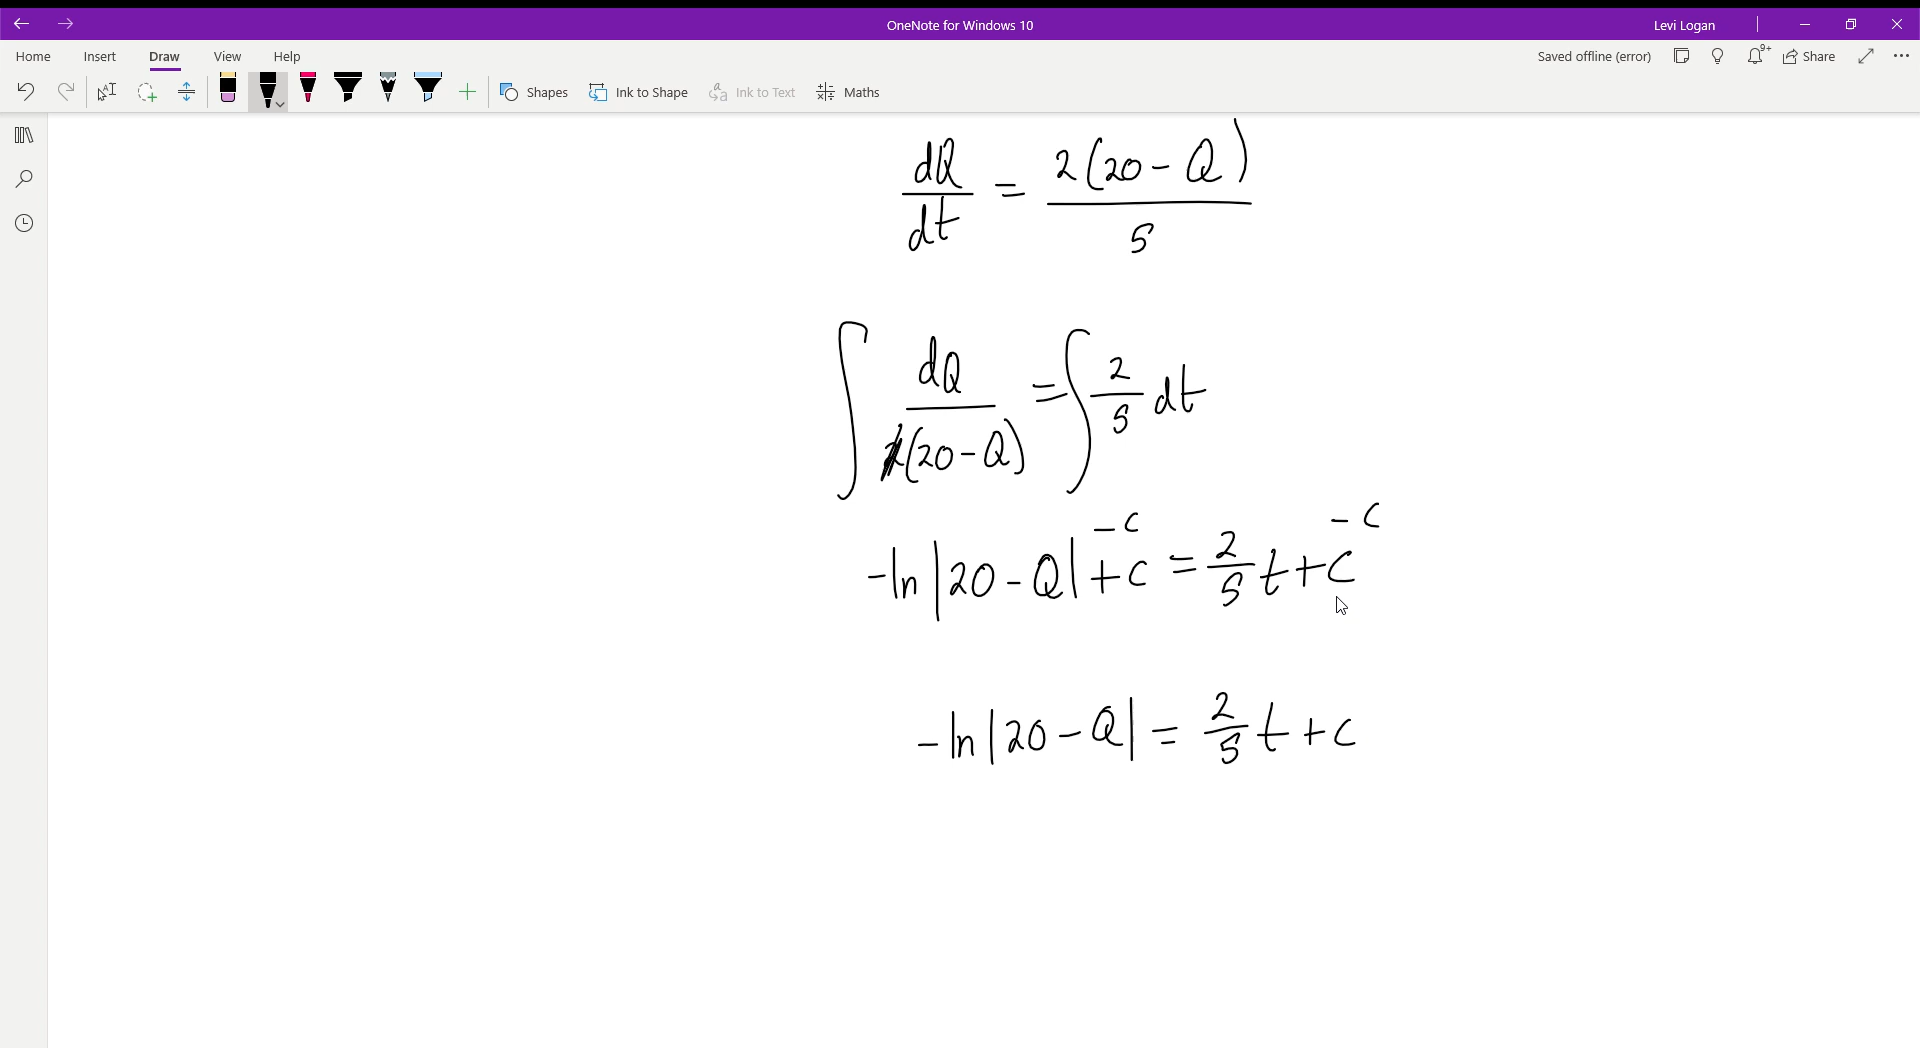 OneNote for Windows 10
Levi Logan
Home Insert Draw View Help
Saved offline (error) 9+ Share
Shapes Ink to Shape Ink to Text Maths
dQ/dt = 2(20-Q)/5
∫ dQ/(20-Q) = ∫ 2/5 dt
-C -C
-ln|20-Q|+C = 2/5 t+C
-ln|20-Q| = 2/5 t+C